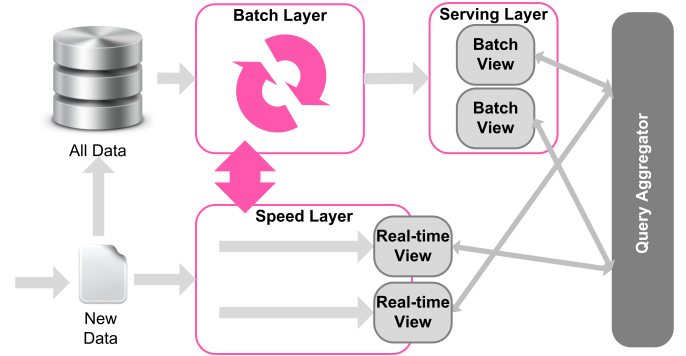 Batch Layer
Serving Layer
Batch
View
Batch
View
All Data
Query Aggregator
Speed Layer
Real-time
View
Real-time
View
New
Data